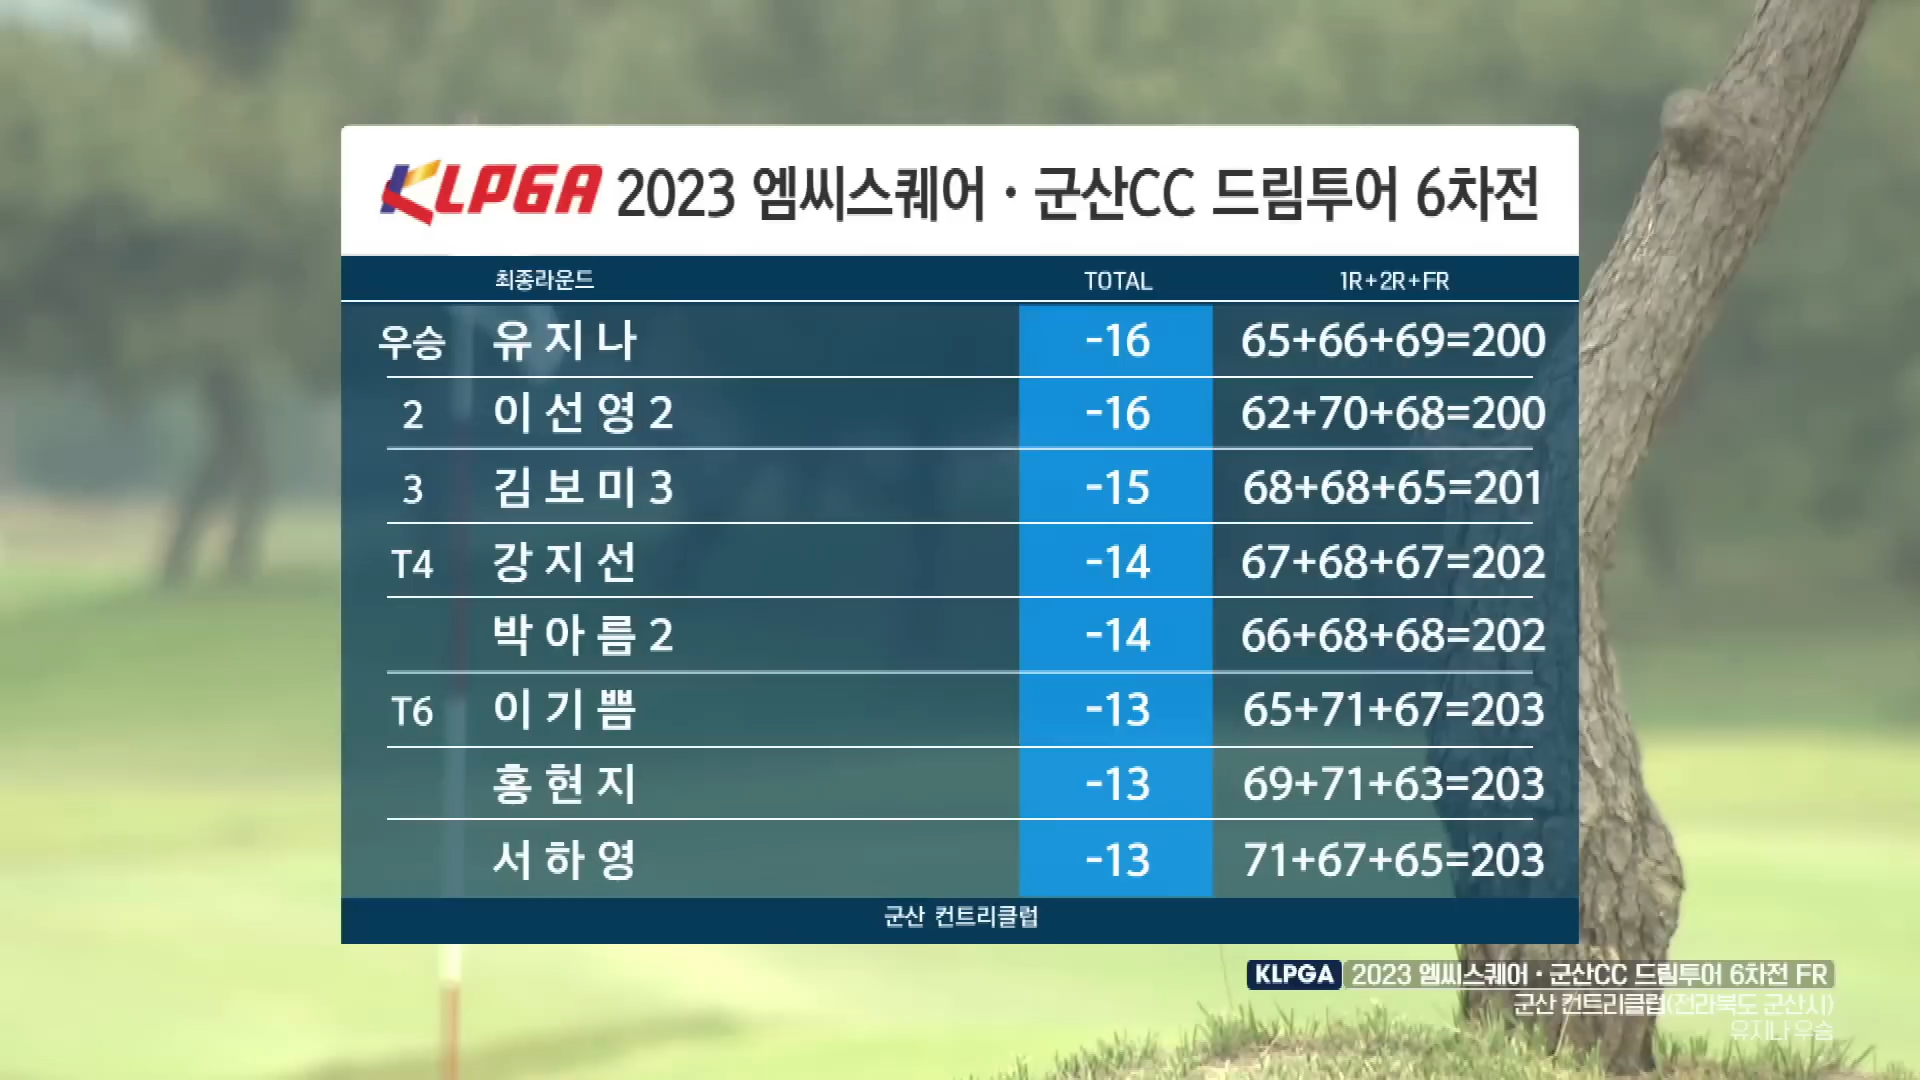 KLPGA 2023 엠씨스퀘어·군산CC 드림투어 6차전
최종라운드 TOTAL 1R+2R+FR
우승 유지나 -16 65+66+69=200
2 이선영2 -16 62+70+68=200
3 김보미3 -15 68+68+65=201
T4 강지선 -14 67+68+67=202
박아름2 -14 66+68+68=202
T6 이기쁨 -13 65+71+67=203
홍현지 -13 69+71+63=203
서하영 -13 71+67+65=203
군산 컨트리클럽
KLPGA 2023 엠씨스퀘어·군산CC 드림투어 6차전 FR
군산 컨트리클럽(전라북도 군산시)
유지나 우승